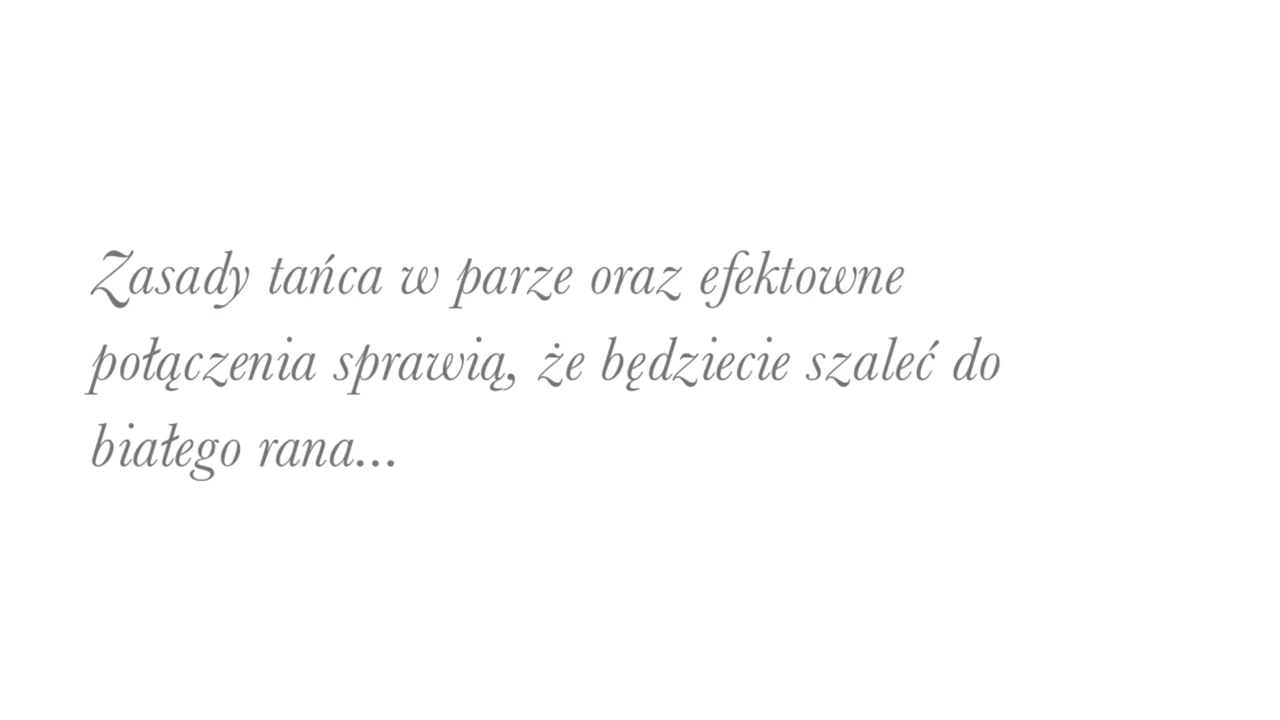 Zasady tańca w parze oraz efektowne
połączenia sprawią, że będziecie szaleć do
białego rana...